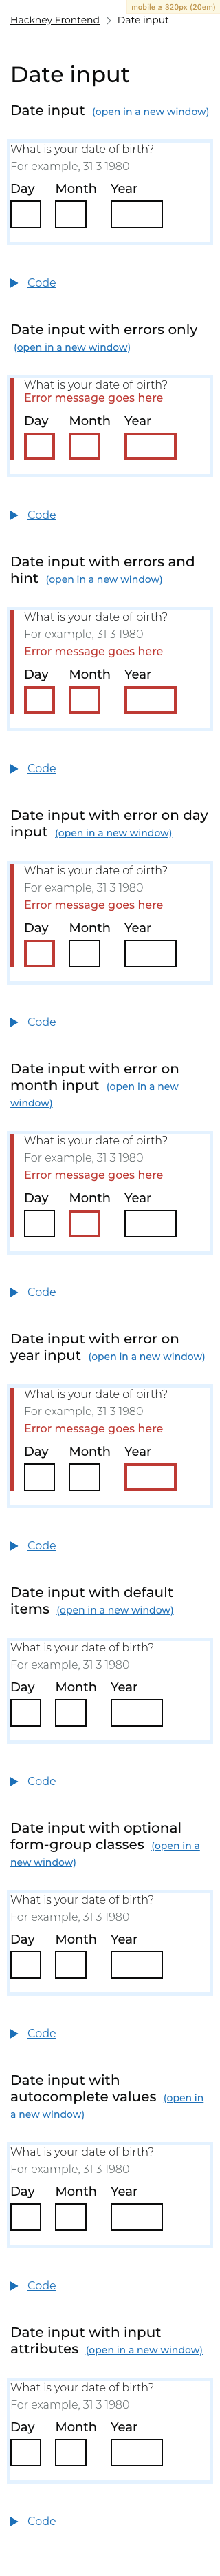 mobile ≥ 320px (20em)
Hackney Frontend > Date input
Date input
Date input (open in a new window)
What is your date of birth?
For example, 31 3 1980
Day Month Year
Code
Date input with errors only
(open in a new window)
What is your date of birth?
Error message goes here
Day Month Year
Code
Date input with errors and
hint (open in a new window)
What is your date of birth?
For example, 31 3 1980
Error message goes here
Day Month Year
Code
Date input with error on day
input (open in a new window)
What is your date of birth?
For example, 31 3 1980
Error message goes here
Day Month Year
Code
Date input with error on
month input (open in a new
window)
What is your date of birth?
For example, 31 3 1980
Error message goes here
Day Month Year
Code
Date input with error on
year input (open in a new window)
What is your date of birth?
For example, 31 3 1980
Error message goes here
Day Month Year
Code
Date input with default
items (open in a new window)
What is your date of birth?
For example, 31 3 1980
Day Month Year
Code
Date input with optional
form-group classes (open in a
new window)
What is your date of birth?
For example, 31 3 1980
Day Month Year
Code
Date input with
autocomplete values (open in
a new window)
What is your date of birth?
For example, 31 3 1980
Day Month Year
Code
Date input with input
attributes (open in a new window)
What is your date of birth?
For example, 31 3 1980
Day Month Year
Code